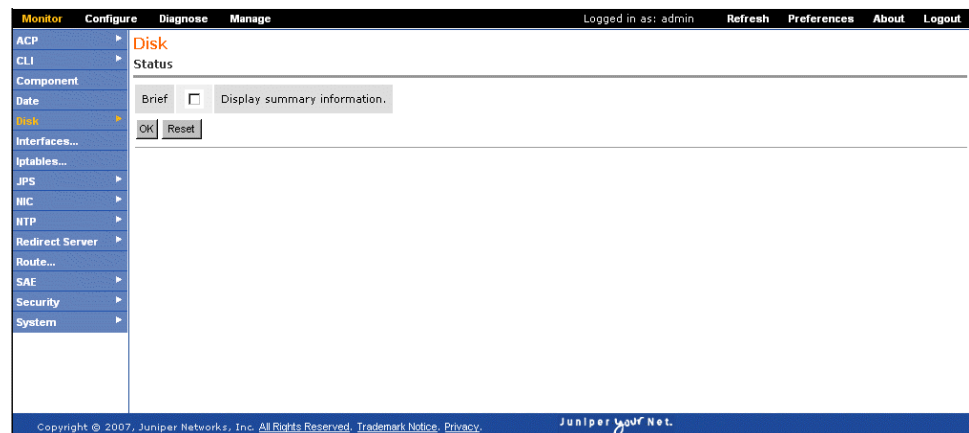 Monitor Configure Diagnose Manage Logged in as: admin Refresh Preferences About Logout
ACP
CLI
Component
Date
Disk
Interfaces...
Iptables...
JPS
NIC
NTP
Redirect Server
Route...
SAE
Security
System
Disk
Status
Brief Display summary information.
OK Reset
Copyright © 2007, Juniper Networks, Inc. All Rights Reserved. Trademark Notice. Privacy.
Juniper your Net.